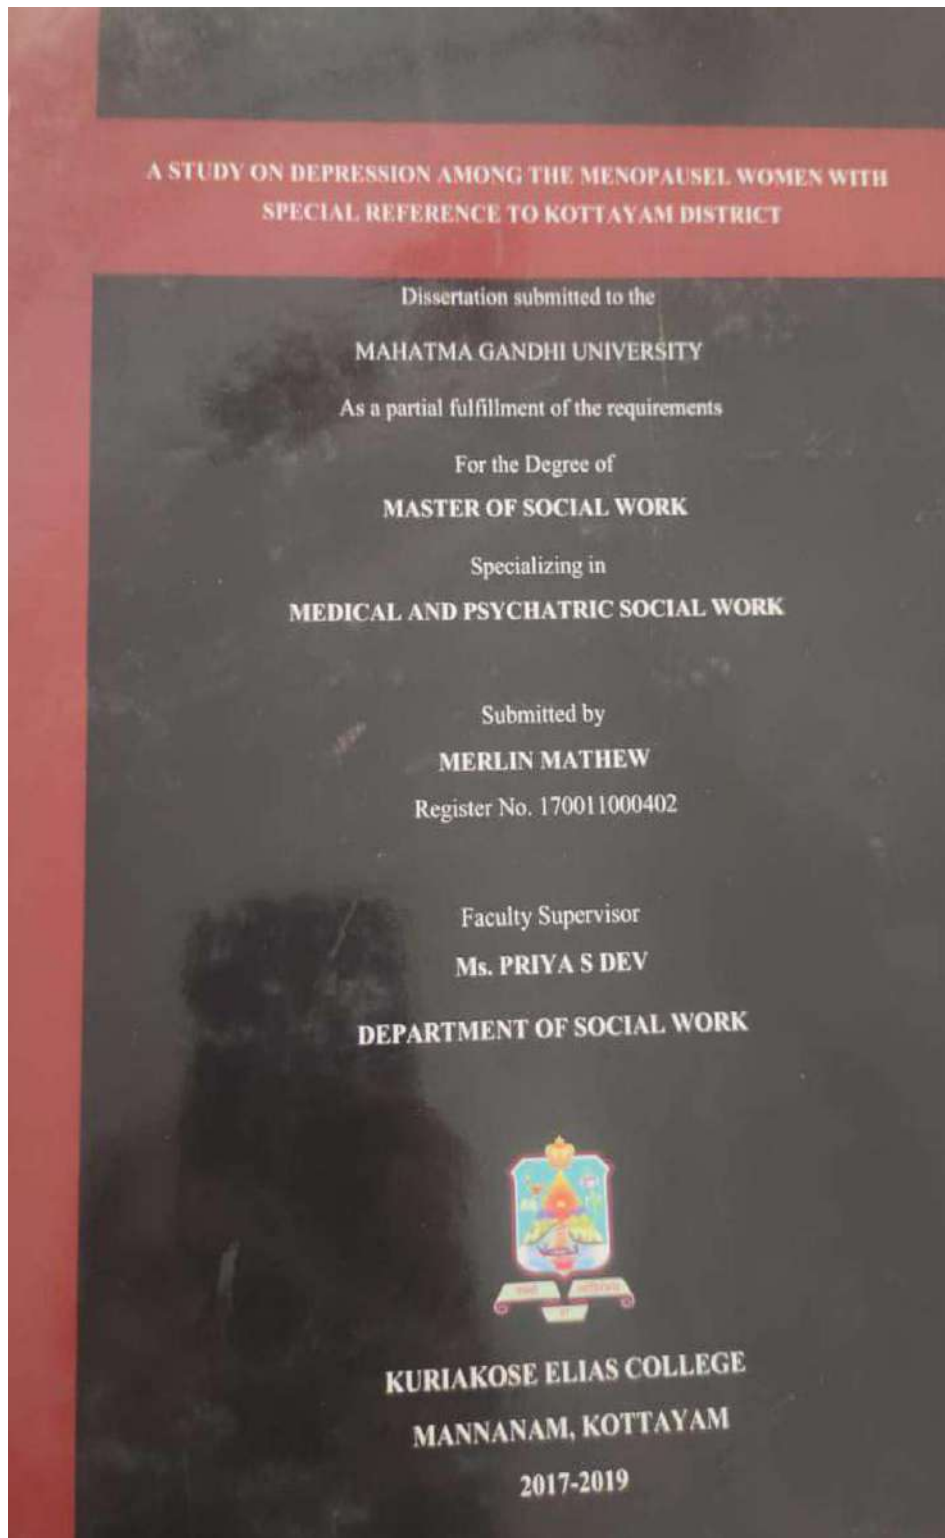 A STUDY ON DEPRESSION AMONG THE MENOPAUSEL WOMEN WITH
SPECIAL REFERENCE TO KOTTAYAM DISTRICT
Dissertation submitted to the
MAHATMA GANDHI UNIVERSITY
As a partial fulfillment of the requirements
For the Degree of
MASTER OF SOCIAL WORK
Specializing in
MEDICAL AND PSYCHATRIC SOCIAL WORK
Submitted by
MERLIN MATHEW
Register No. 170011000402
Faculty Supervisor
Ms. PRIYA S DEV
DEPARTMENT OF SOCIAL WORK
KURIAKOSE ELIAS COLLEGE
MANNANAM, KOTTAYAM
2017-2019